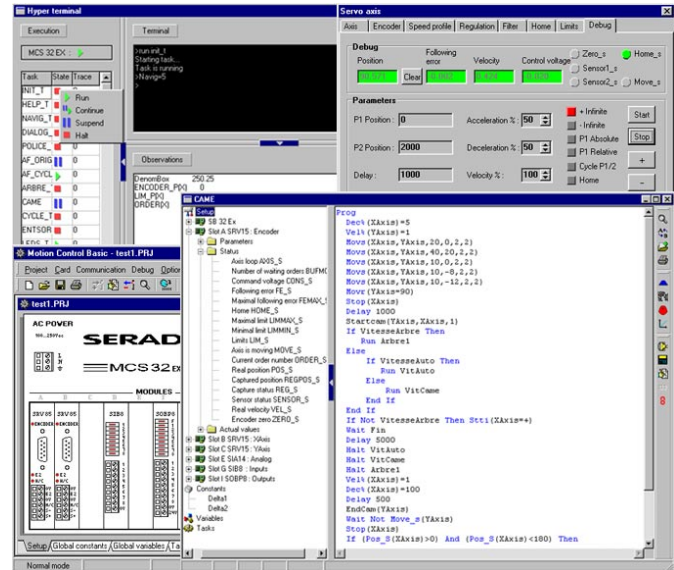 Hyper terminal
Execution
MCS 32 EX :
Task State Trace
INIT_T 0
HELP_T
NAVIG_T
DIALOG_
POLICE_
AF_ORIG 0
AF_CYCL 0
ARBRE_ 0
CAME 0
CYCLE_T 0
ENTSOR 0
Run
Continue
Suspend
Halt
Terminal
>run init_t
Starting task...
Task is running
>Navig=5
>
Observations
DenomBox 250.25
ENCODER_P(X) 0
LIM_P(X)
ORDER(X)
Servo axis
Axis Encoder Speed profile Regulation Filter Home Limits Debug
Debug
Position
Following error
Velocity
Control voltage
Clear
Zero_s
Home_s
Sensor1_s
Sensor2_s
Move_s
Parameters
P1 Position : 0
Acceleration % : 50
P2 Position : 2000
Deceleration % : 50
Delay : 1000
Velocity % : 100
+ Infinite
- Infinite
P1 Absolute
P1 Relative
Cycle P1/2
Home
Start
Stop
+
-
Motion Control Basic - test1.PRJ
Project Card Communication Debug Option
test1.PRJ
AC POWER
SERAD
MCS 32 EX
MODULES
SRV85 SRV85 SIB8 SOBP8
Setup Global constants Global variables Ta
Normal mode
CAME
Setup
SB 32 Ex
Slot A SRV15 : Encoder
Parameters
Status
Axis loop AXIS_S
Number of waiting orders BUFMO
Command voltage CONS_S
Following error FE_S
Maximal following error FEMAX_S
Home HOME_S
Maximal limit LIMMAX_S
Minimal limit LIMMIN_S
Limits LIM_S
Axis is moving MOVE_S
Current order number ORDER_S
Real position POS_S
Captured position REGPOS_S
Capture status REG_S
Sensor status SENSOR_S
Real velocity VEL_S
Encoder zero ZERO_S
Actual values
Slot B SRV15 : XAxis
Slot C SRV15 : YAxis
Slot E SIA14 : Analog
Slot G SIB8 : Inputs
Slot I SOBP8 : Outputs
Constants
Delta1
Delta2
Variables
Tasks
Prog
Dec%(XAxis)=5
Vel%(YAxis)=1
Movs(XAxis,YAxis,20,0,2,2)
Movs(XAxis,YAxis,40,20,2,2)
Movs(XAxis,YAxis,10,0,2,2)
Movs(XAxis,YAxis,10,-8,2,2)
Movs(XAxis,YAxis,10,-12,2,2)
Movr(YAxis=90)
Stop(XAxis)
Delay 1000
Startcam(YAxis,XAxis,1)
If VitesseArbre Then
Run Arbre1
Else
If VitesseAuto Then
Run VitAuto
Else
Run VitCame
End If
End If
If Not VitesseArbre Then Stti(XAxis=+)
Wait Fin
Delay 5000
Halt VitAuto
Halt VitCame
Halt Arbre1
Vel%(XAxis)=1
Dec%(XAxis)=100
Delay 500
EndCam(YAxis)
Wait Not Move_s(YAxis)
Stop(XAxis)
If (Pos_S(XAxis)>0) And (Pos_S(XAxis)<180) Then